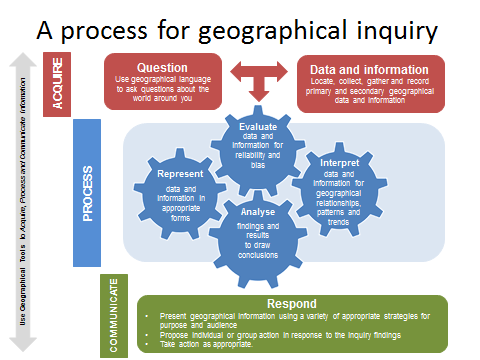 A process for geographical inquiry
Use Geographical Tools to Acquire, Process and Communicate Information
ACQUIRE
Question
Use geographical language
to ask questions about the
world around you
Data and information
Locate, collect, gather and record
primary and secondary geographical
data and information
PROCESS
Evaluate
data and
information for
reliability and
bias
Represent
data and
information in
appropriate
forms
Interpret
data and
information for
geographical
relationships,
patterns and
trends
Analyse
findings and
results
to draw
conclusions
COMMUNICATE
Respond
• Present geographical information using a variety of appropriate strategies for
purpose and audience
• Propose individual or group action in response to the inquiry findings
• Take action as appropriate.